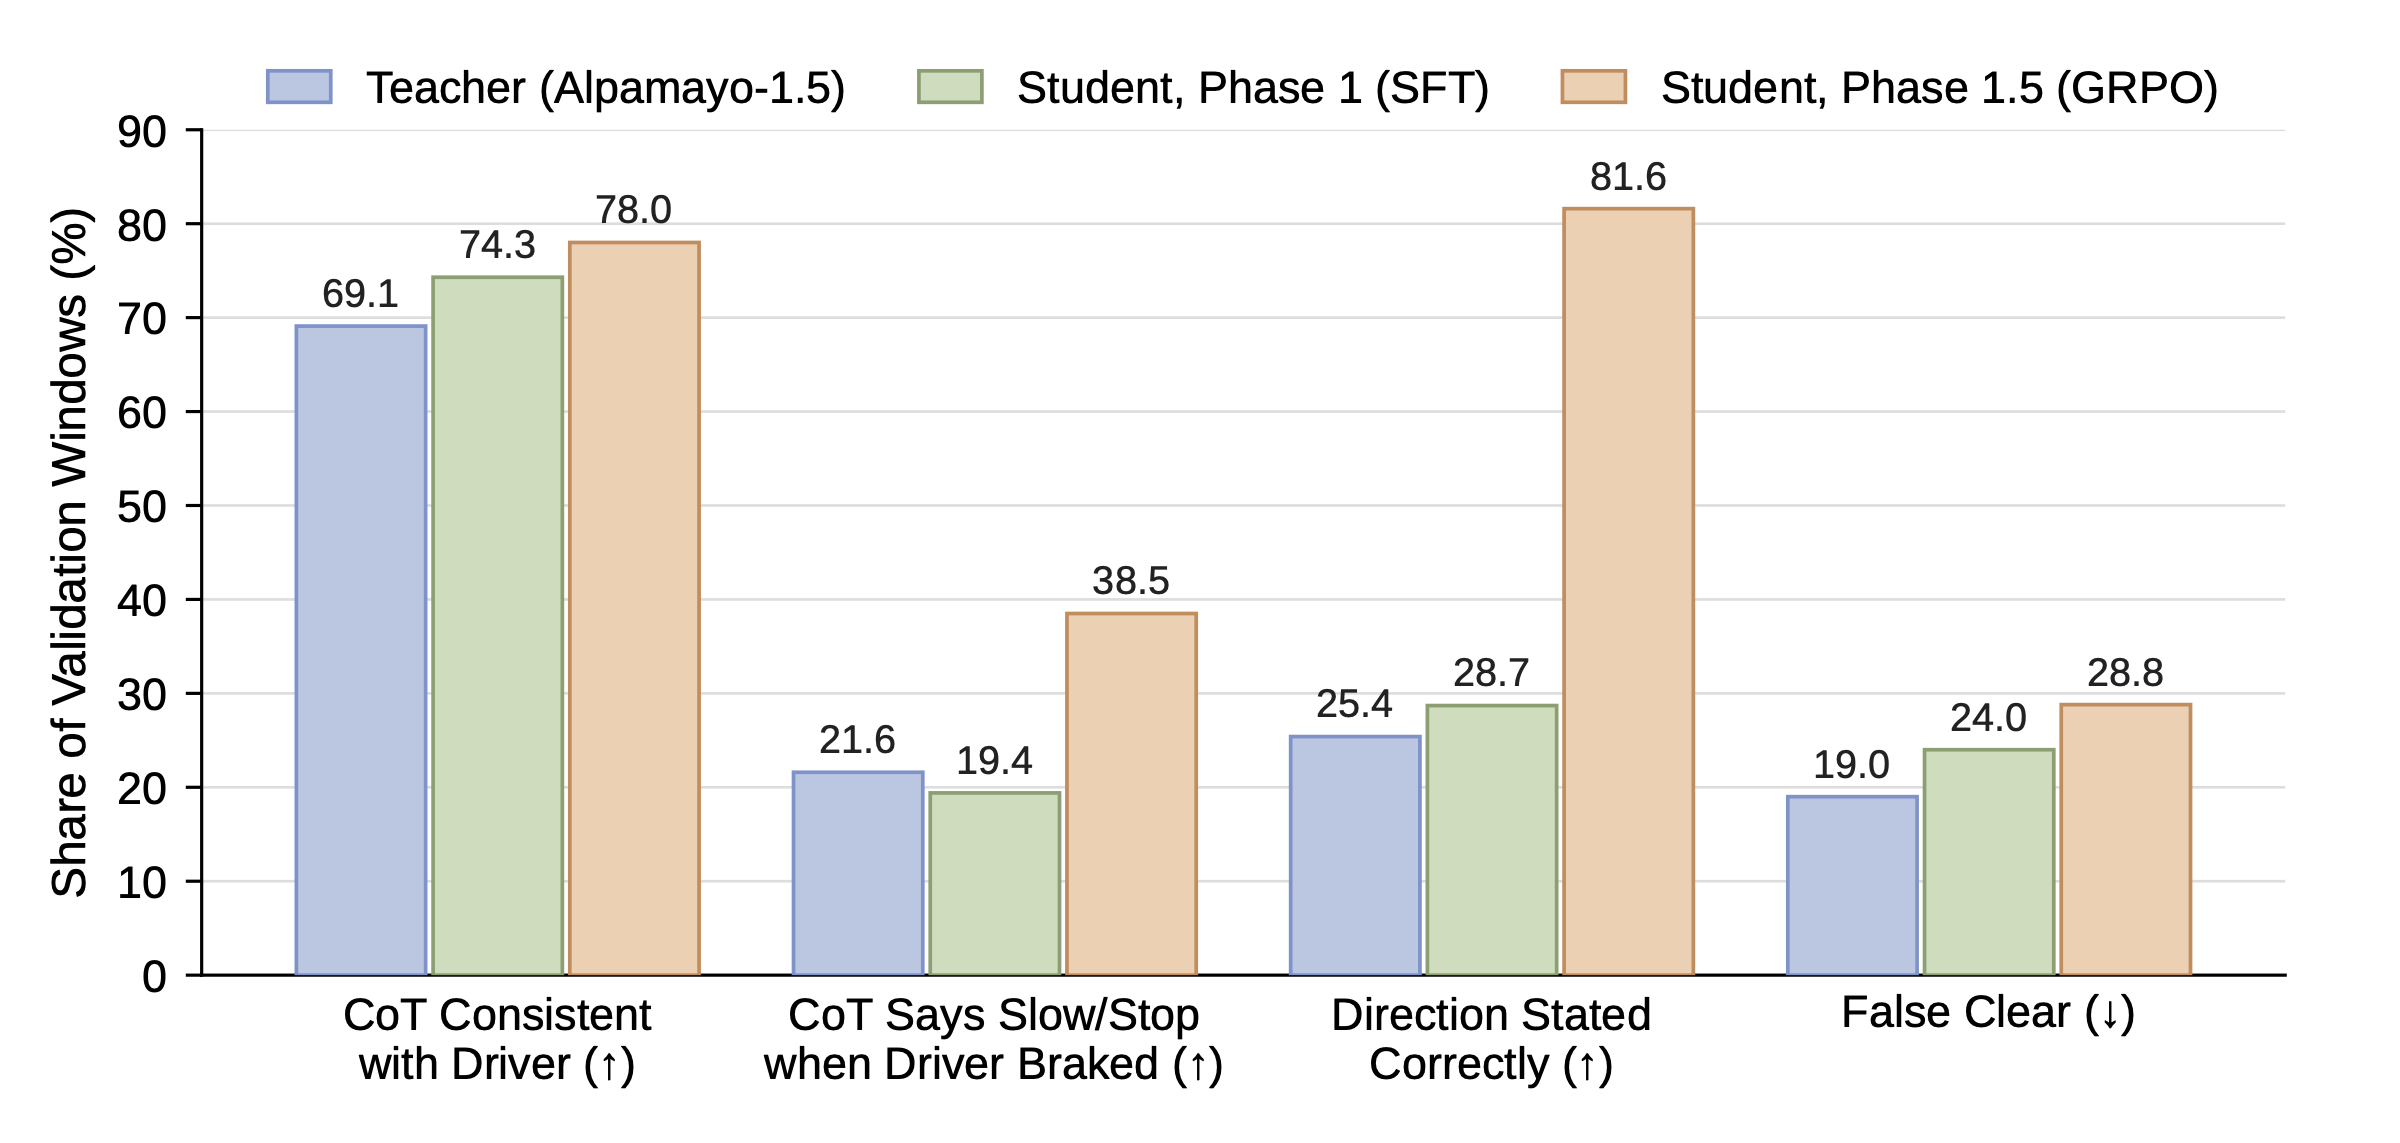 Teacher (Alpamayo-1.5) Student, Phase 1 (SFT) Student, Phase 1.5 (GRPO)
Share of Validation Windows (%)
90
80
70
60
50
40
30
20
10
0
69.1 74.3 78.0
21.6 19.4 38.5
25.4 28.7 81.6
19.0 24.0 28.8
CoT Consistent
with Driver (↑)
CoT Says Slow/Stop
when Driver Braked (↑)
Direction Stated
Correctly (↑)
False Clear (↓)